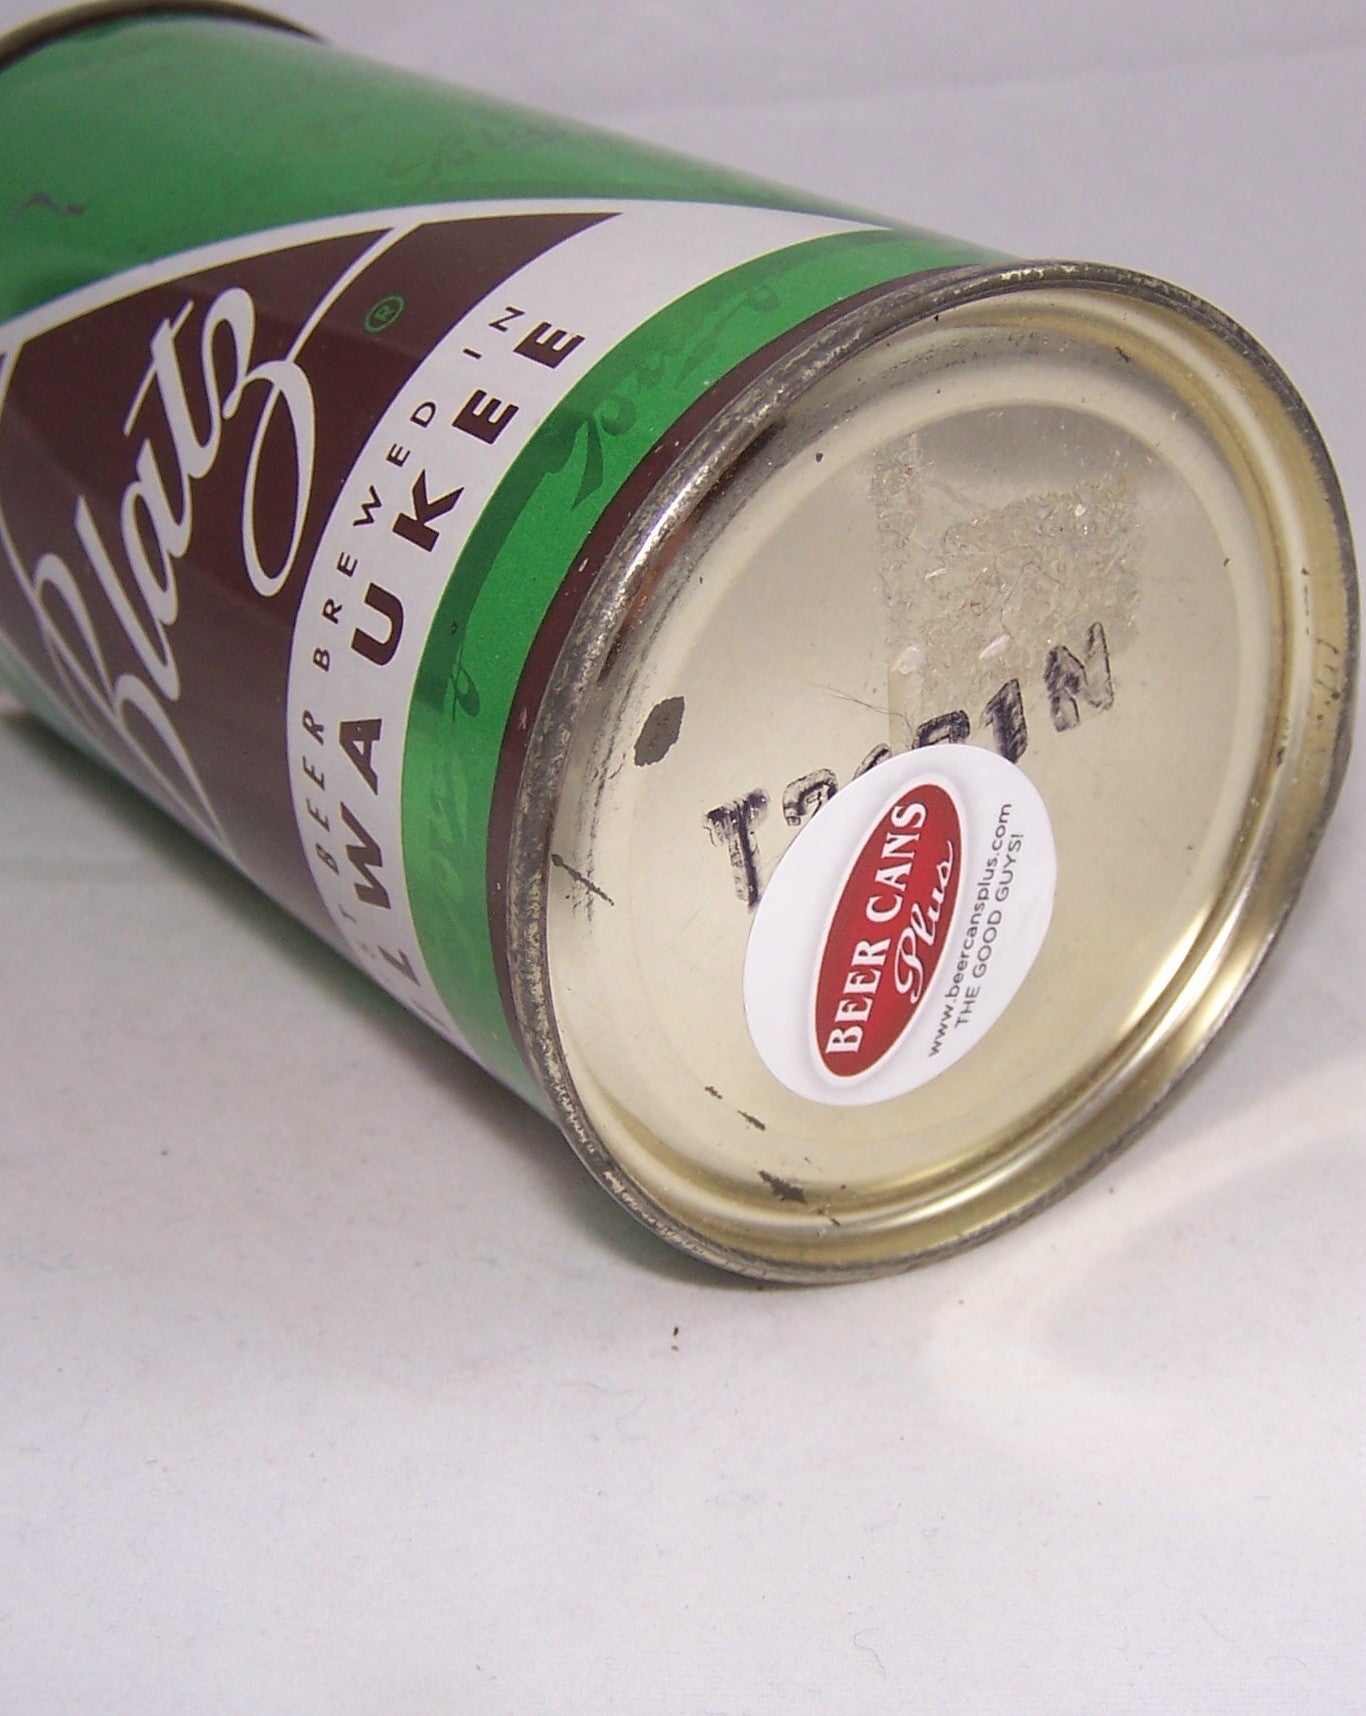 Blatz ®
BEER BREWED IN
WAUKEE
BEER CANS
Plus
www.beercansplus.com
THE GOOD GUYS!